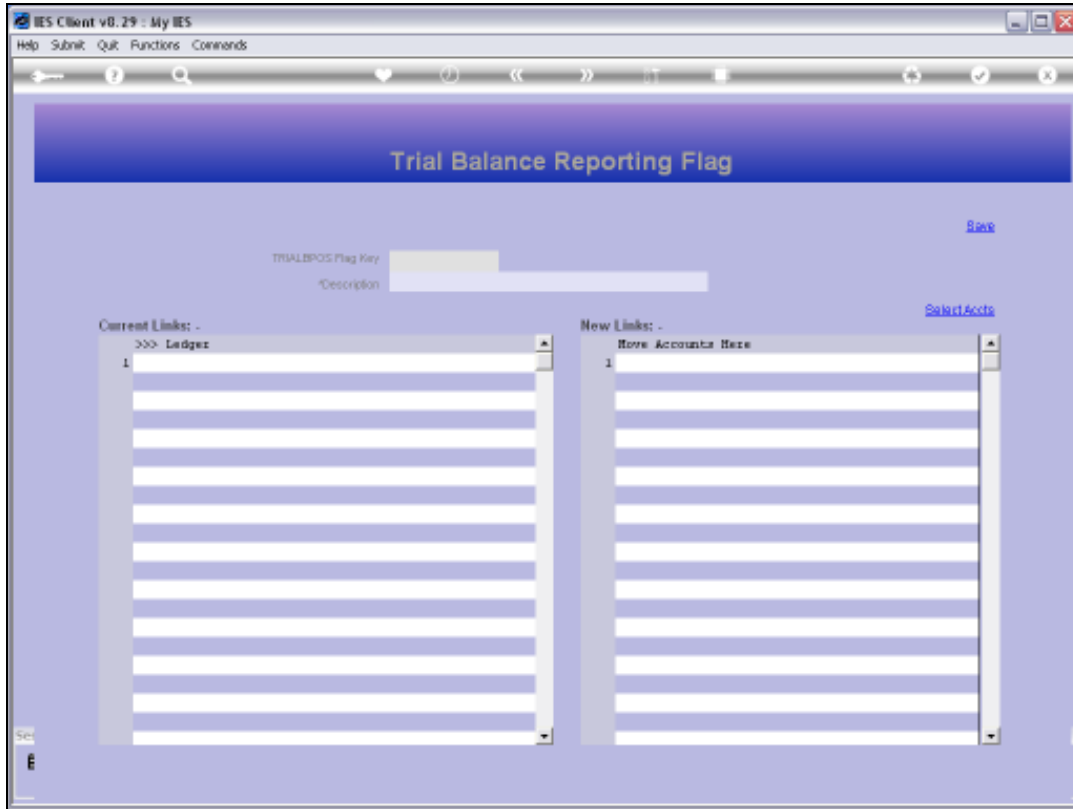 IES Client v8.29 : My IES
Help Submit Quit Functions Commands
Trial Balance Reporting Flag
Save
TRIALBPOS Flag Key
*Description
Select Accts
Current Links: -
New Links: -
>>> Ledger
Move Accounts Here
1
1